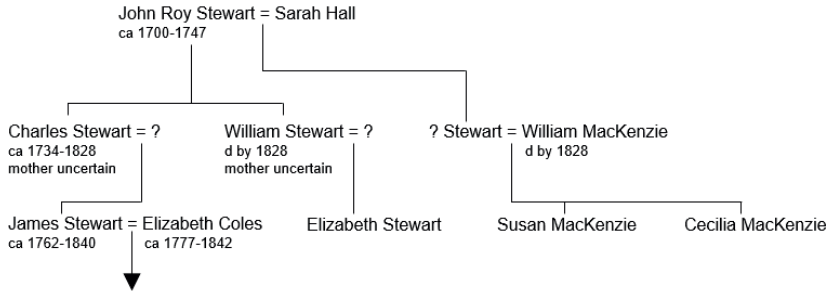 John Roy Stewart = Sarah Hall
ca 1700-1747
Charles Stewart = ?
ca 1734-1828
mother uncertain
William Stewart = ?
d by 1828
mother uncertain
? Stewart = William MacKenzie
d by 1828
James Stewart = Elizabeth Coles
ca 1762-1840 ca 1777-1842
Elizabeth Stewart
Susan MacKenzie
Cecilia MacKenzie